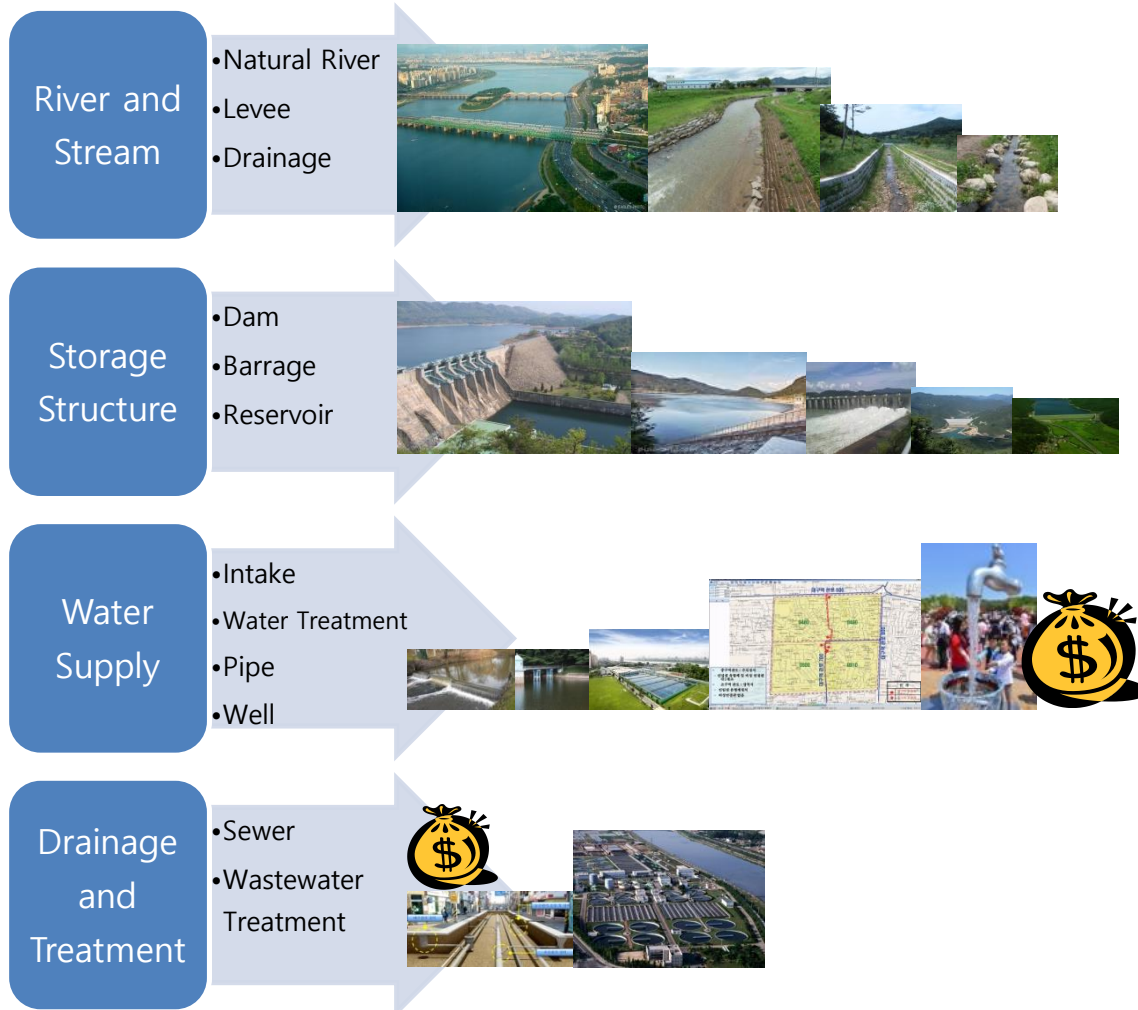 River and
Stream
•Natural River
•Levee
•Drainage
Storage
Structure
•Dam
•Barrage
•Reservoir
Water
Supply
•Intake
•Water Treatment
•Pipe
•Well
$
Drainage
and
Treatment
•Sewer
•Wastewater
Treatment
$